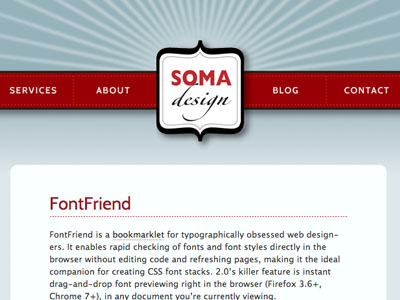 SERVICES ABOUT BLOG CONTACT
SOMA
design
FontFriend
FontFriend is a bookmarklet for typographically obsessed web design-
ers. It enables rapid checking of fonts and font styles directly in the
browser without editing code and refreshing pages, making it the ideal
companion for creating CSS font stacks. 2.0's killer feature is instant
drag-and-drop font previewing right in the browser (Firefox 3.6+,
Chrome 7+), in any document you're currently viewing.